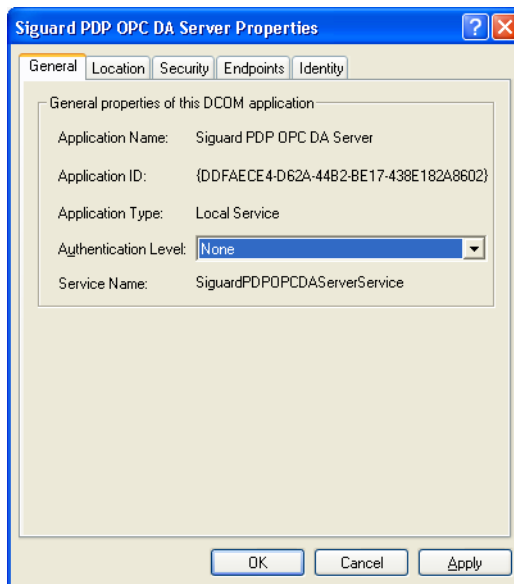 Siguard PDP OPC DA Server Properties
General Location Security Endpoints Identity
General properties of this DCOM application
Application Name: Siguard PDP OPC DA Server
Application ID: {DDFAECE4-D62A-44B2-BE17-438E182A8602}
Application Type: Local Service
Authentication Level: None
Service Name: SiguardPDPOPCDAServerService
OK Cancel Apply